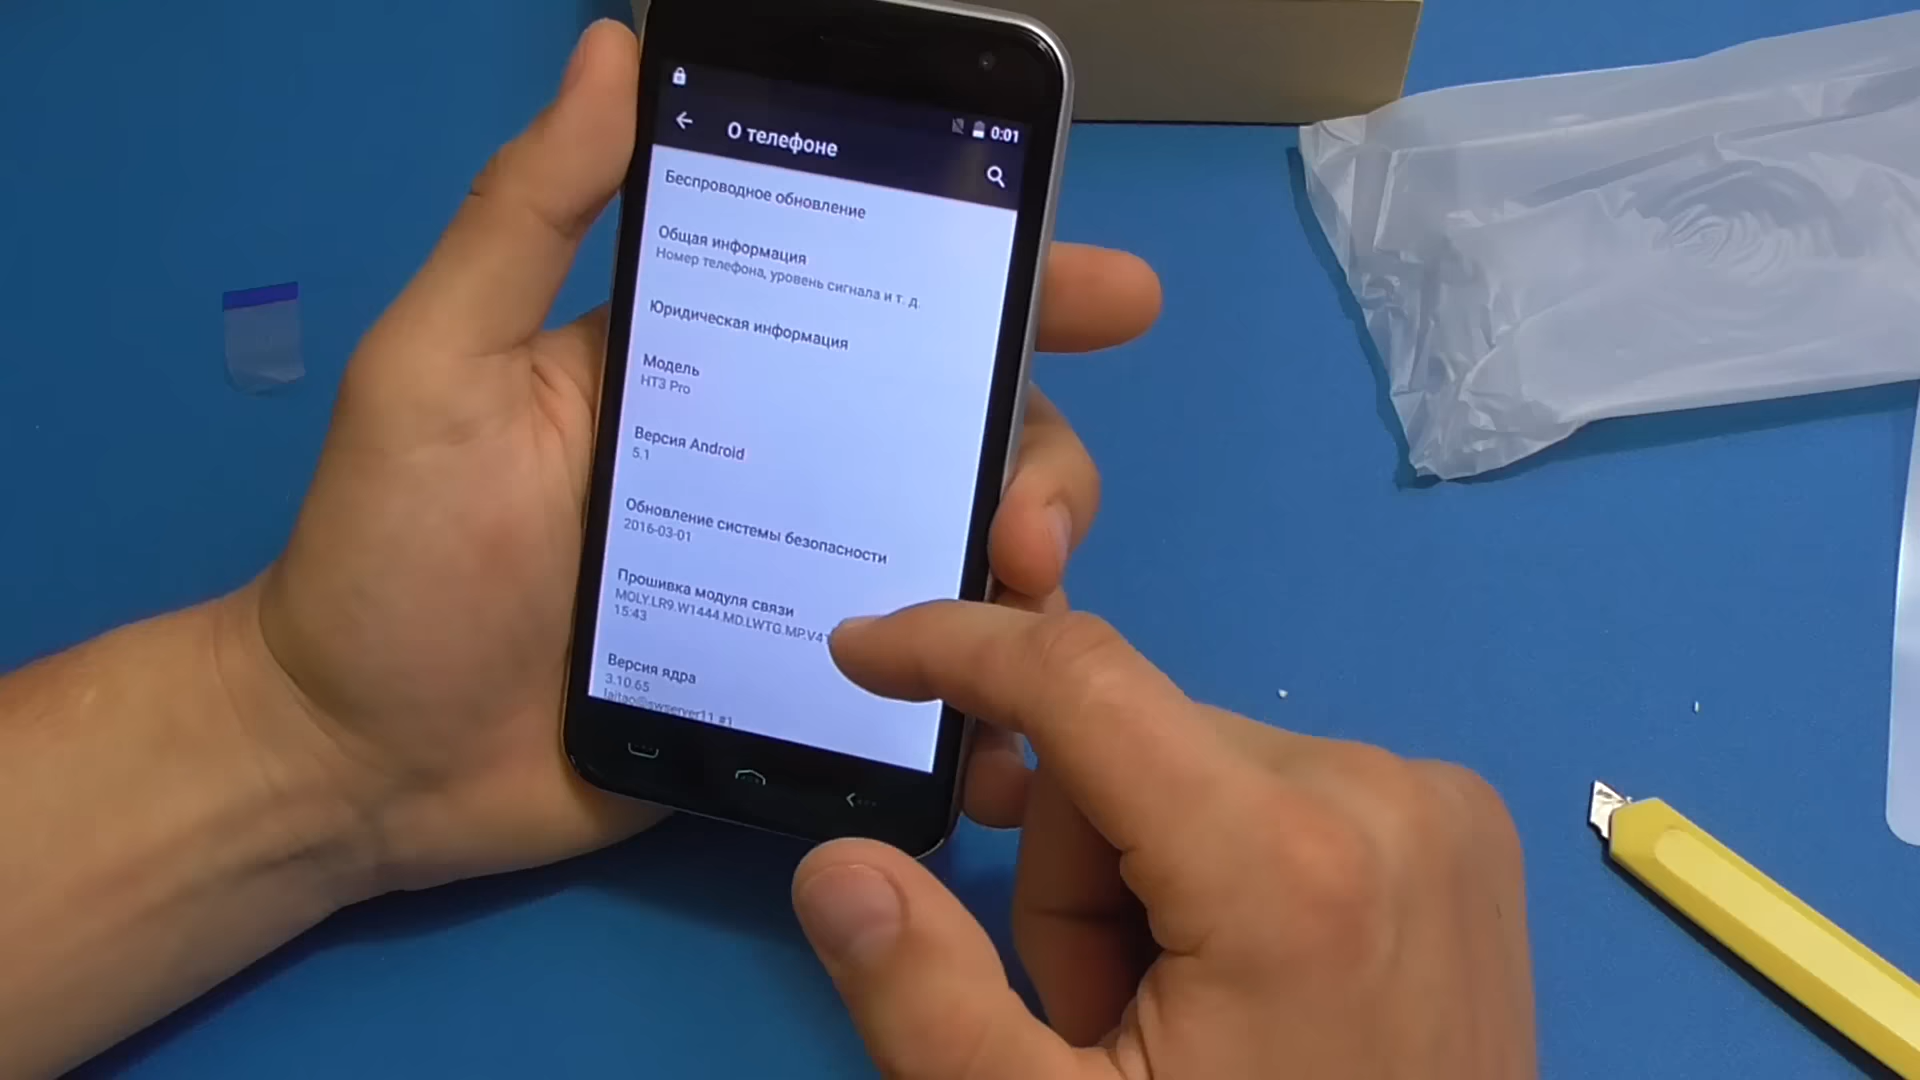 0:01
О телефоне
Беспроводное обновление
Общая информация
Номер телефона, уровень сигнала и т. д.
Юридическая информация
Модель
HT3 Pro
Версия Android
5.1
Обновление системы безопасности
2016-03-01
Прошивка модуля связи
MOLY.LR9.W1444.MD.LWTG.MP.V4
15:43
Версия ядра
3.10.65
#1